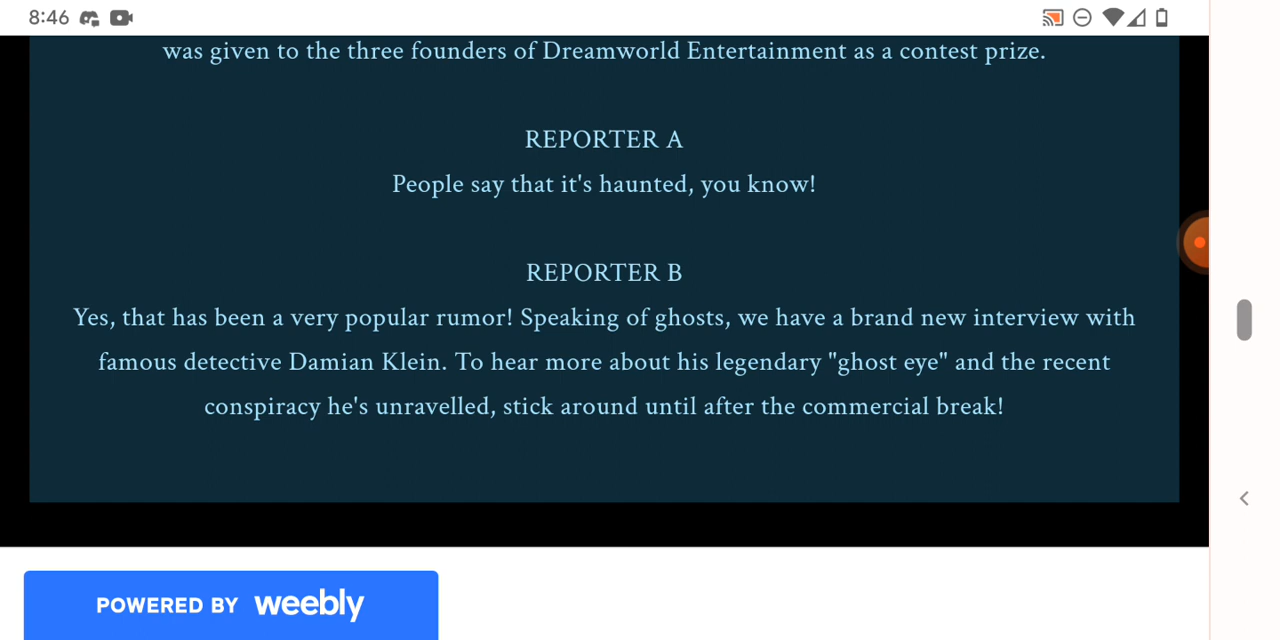 8:46
was given to the three founders of Dreamworld Entertainment as a contest prize.
REPORTER A
People say that it's haunted, you know!
REPORTER B
Yes, that has been a very popular rumor! Speaking of ghosts, we have a brand new interview with
famous detective Damian Klein. To hear more about his legendary "ghost eye" and the recent
conspiracy he's unravelled, stick around until after the commercial break!
POWERED BY weebly